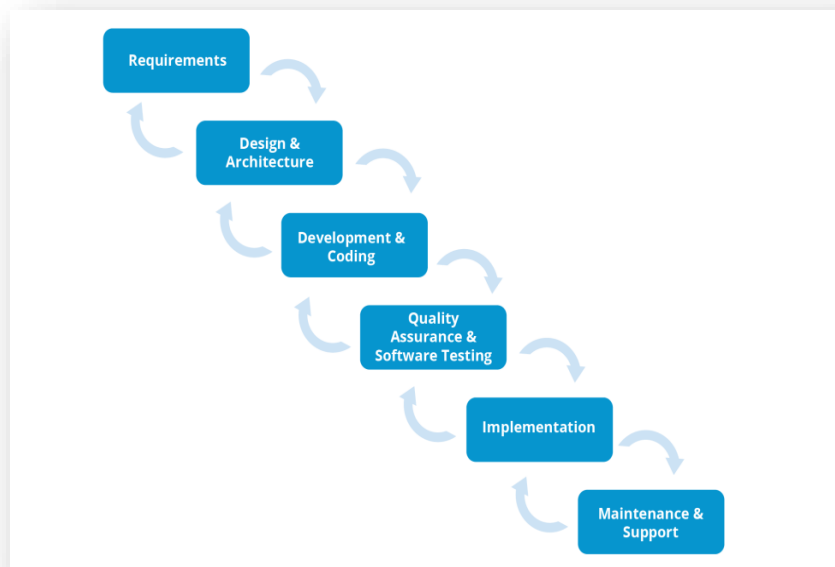 Requirements
Design &
Architecture
Development &
Coding
Quality
Assurance &
Software Testing
Implementation
Maintenance &
Support